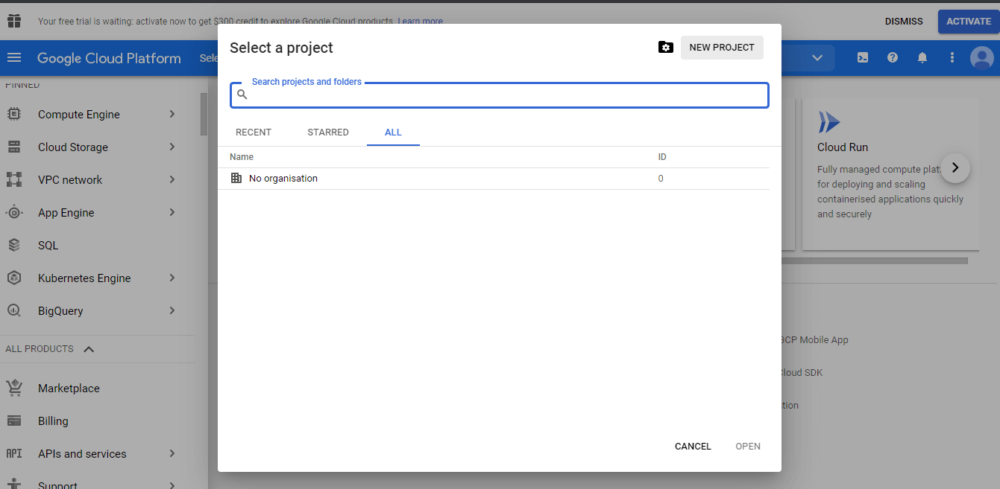 Your free trial is waiting: activate now to get $300 credit to explore Google Cloud products. Learn more
DISMISS
ACTIVATE
Google Cloud Platform
Sele
Select a project
NEW PROJECT
Search projects and folders
RECENT
STARRED
ALL
Name
ID
No organisation
0
CANCEL
OPEN
PINNED
Compute Engine
Cloud Storage
VPC network
App Engine
SQL
Kubernetes Engine
BigQuery
ALL PRODUCTS
Marketplace
Billing
API
APIs and services
Support
Cloud Run
Fully managed compute plat
for deploying and scaling
containerised applications quickly
and securely
GCP Mobile App
Cloud SDK
tion